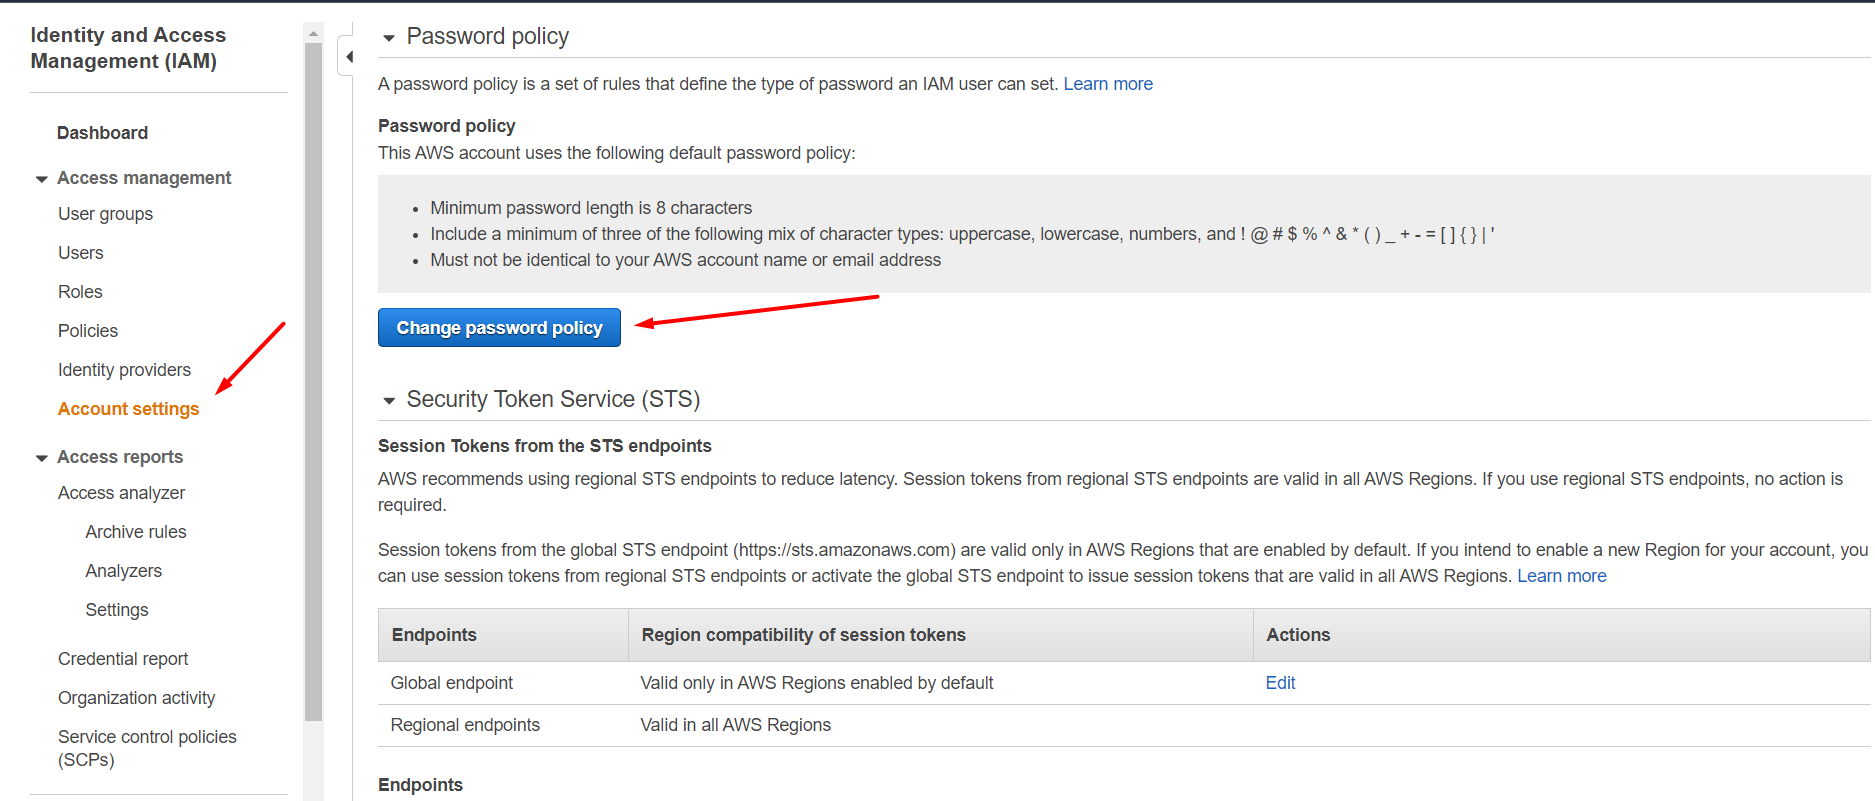 Identity and Access
Management (IAM)
Dashboard
Access management
User groups
Users
Roles
Policies
Identity providers
Account settings
Access reports
Access analyzer
Archive rules
Analyzers
Settings
Credential report
Organization activity
Service control policies
(SCPs)
Password policy
A password policy is a set of rules that define the type of password an IAM user can set. Learn more
Password policy
This AWS account uses the following default password policy:
• Minimum password length is 8 characters
• Include a minimum of three of the following mix of character types: uppercase, lowercase, numbers, and ! @ # $ % ^ & * ( ) _ + - = [ ] { } | '
• Must not be identical to your AWS account name or email address
Change password policy
Security Token Service (STS)
Session Tokens from the STS endpoints
AWS recommends using regional STS endpoints to reduce latency. Session tokens from regional STS endpoints are valid in all AWS Regions. If you use regional STS endpoints, no action is
required.
Session tokens from the global STS endpoint (https://sts.amazonaws.com) are valid only in AWS Regions that are enabled by default. If you intend to enable a new Region for your account, you
can use session tokens from regional STS endpoints or activate the global STS endpoint to issue session tokens that are valid in all AWS Regions. Learn more
Endpoints Region compatibility of session tokens Actions
Global endpoint Valid only in AWS Regions enabled by default Edit
Regional endpoints Valid in all AWS Regions
Endpoints